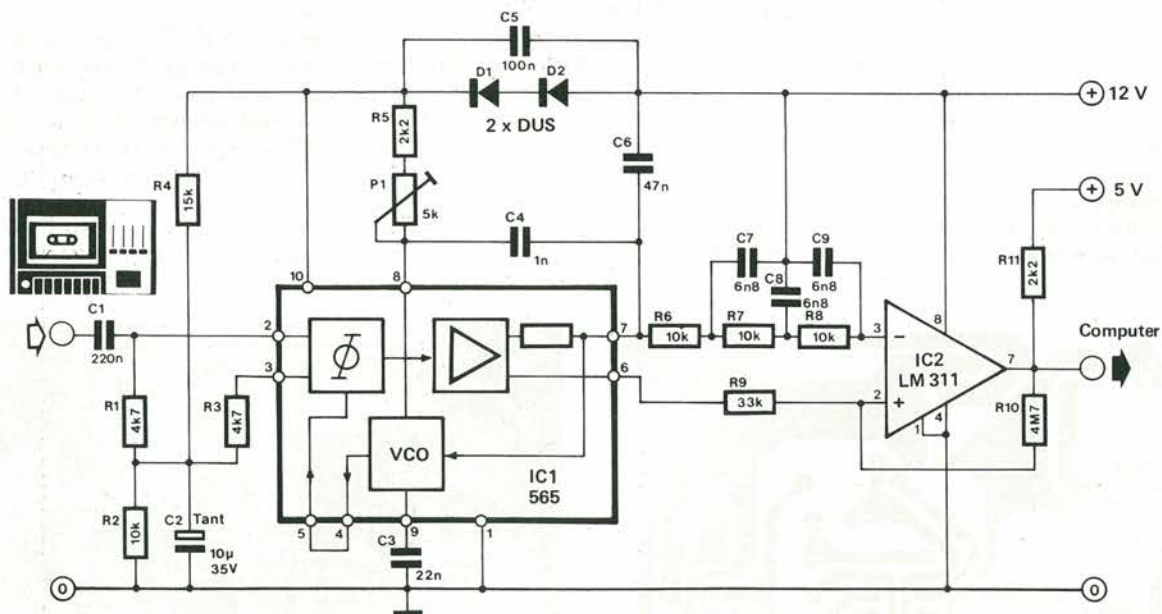 C5
100n
D1
D2
2 x DUS
+ 12 V
R5
2k2
C6
47n
R4
15k
P1
5k
+ 5 V
C4
1n
C7
6n8
C9
6n8
C8
6n8
R11
2k2
10
8
C1
220n
2
3
7
6
R6
10k
R7
10k
R8
10k
3
−
8
Computer
IC2
LM 311
7
2
+
1
4
R9
33k
R10
4M7
R1
4k7
R3
4k7
VCO
IC1
565
R2
10k
C2
Tant
10µ
35V
5
4
9
1
C3
22n
0
0